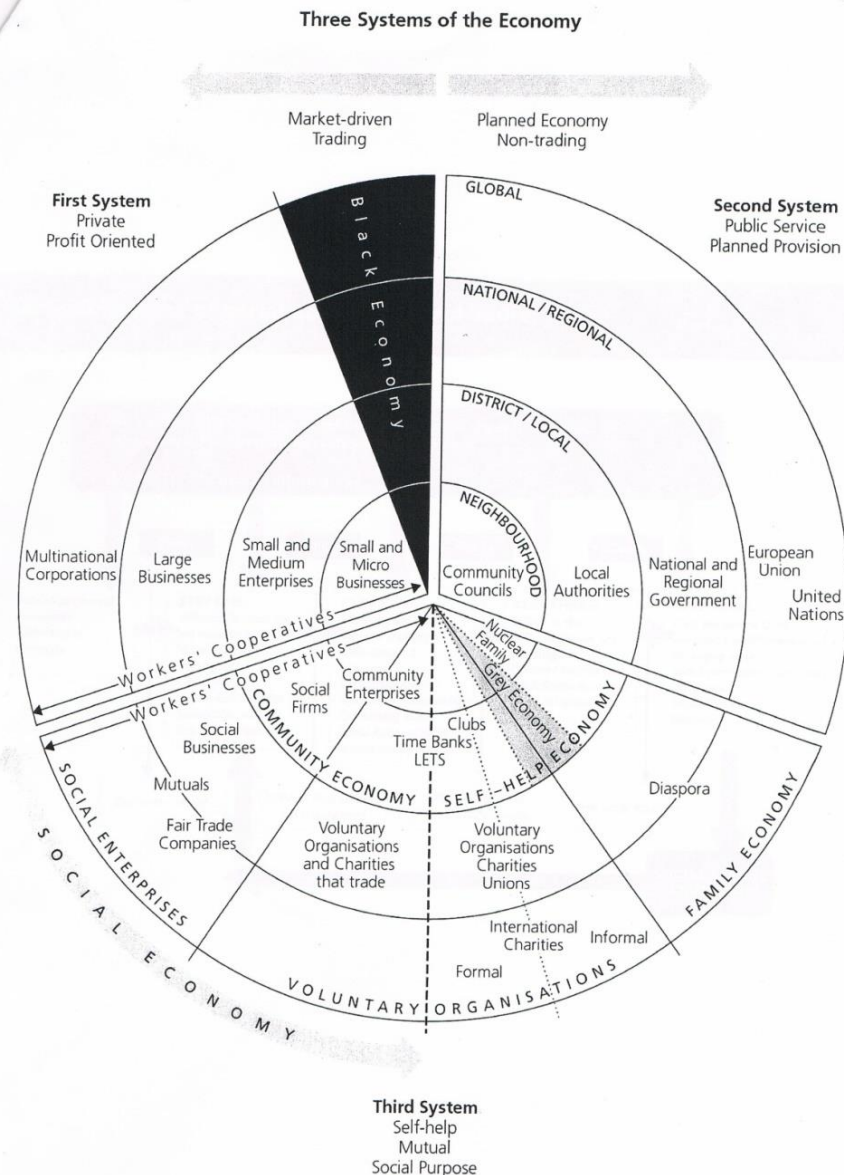 Three Systems of the Economy
Market-driven
Trading
Planned Economy
Non-trading
First System
Private
Profit Oriented
Second System
Public Service
Planned Provision
Black Economy
GLOBAL
NATIONAL / REGIONAL
DISTRICT / LOCAL
NEIGHBOURHOOD
Multinational
Corporations
Large
Businesses
Small and
Medium
Enterprises
Small and
Micro
Businesses
Community
Councils
Local
Authorities
National and
Regional
Government
European
Union
United
Nations
Workers' Cooperatives
Workers' Cooperatives
Nuclear
Family
Grey Economy
Social
Firms
Community
Enterprises
Clubs
Time Banks
LETS
COMMUNITY ECONOMY
SELF-HELP ECONOMY
Social
Businesses
Mutuals
Fair Trade
Companies
Diaspora
Voluntary
Organisations
and Charities
that trade
Voluntary
Organisations
Charities
Unions
International
Charities
Informal
Formal
SOCIAL ENTERPRISES
VOLUNTARY ORGANISATIONS
FAMILY ECONOMY
SOCIAL ECONOMY
Third System
Self-help
Mutual
Social Purpose